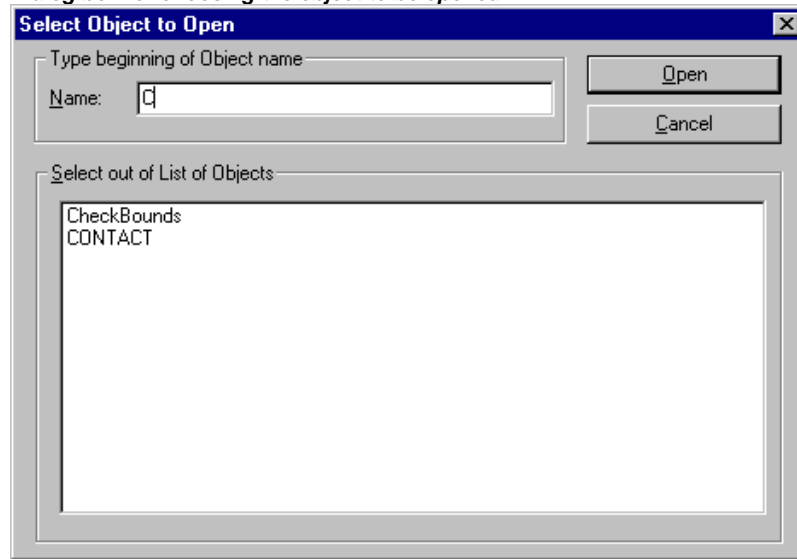 Select Object to Open
Type beginning of Object name
Name: C
Open
Cancel
Select out of List of Objects
CheckBounds
CONTACT